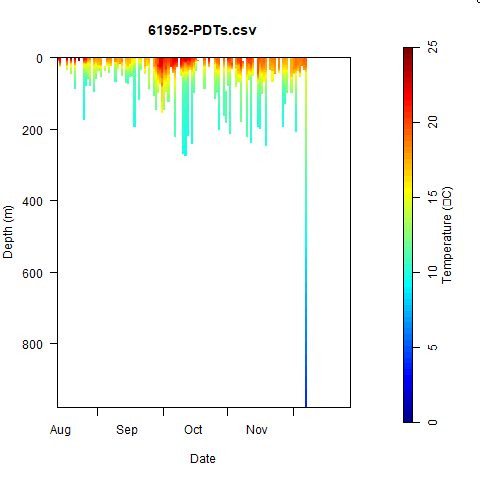 61952-PDTs.csv
0
200
400
600
800
Depth (m)
Aug Sep Oct Nov
Date
0
5
10
15
20
25
Temperature (□C)